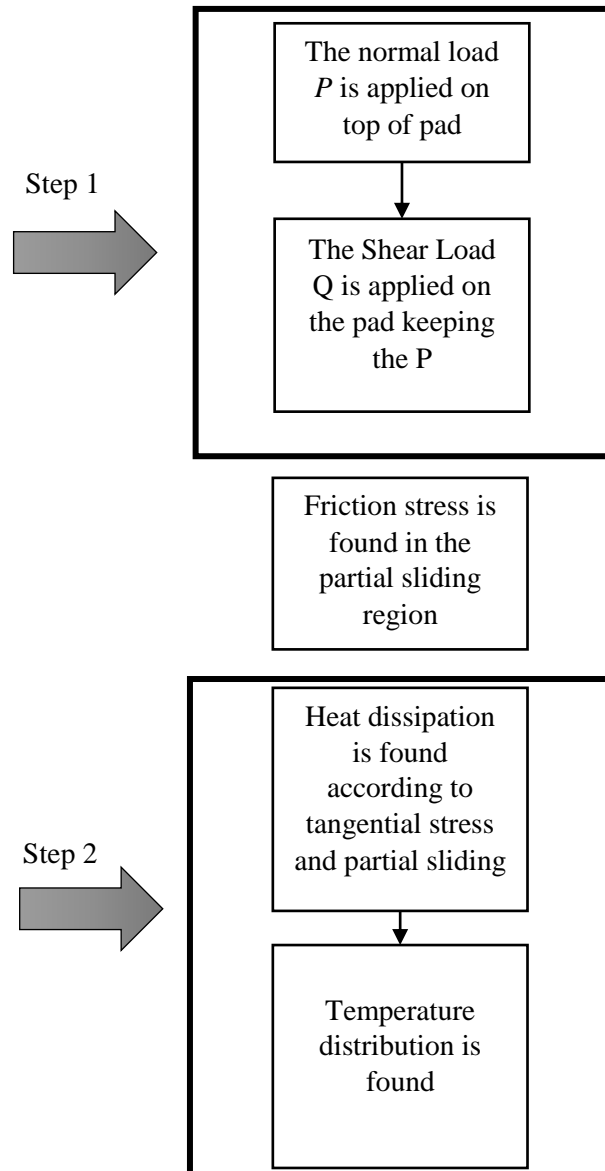 The normal load
P is applied on
top of pad
Step 1
The Shear Load
Q is applied on
the pad keeping
the P
Friction stress is
found in the
partial sliding
region
Heat dissipation
is found
according to
tangential stress
and partial sliding
Step 2
Temperature
distribution is
found